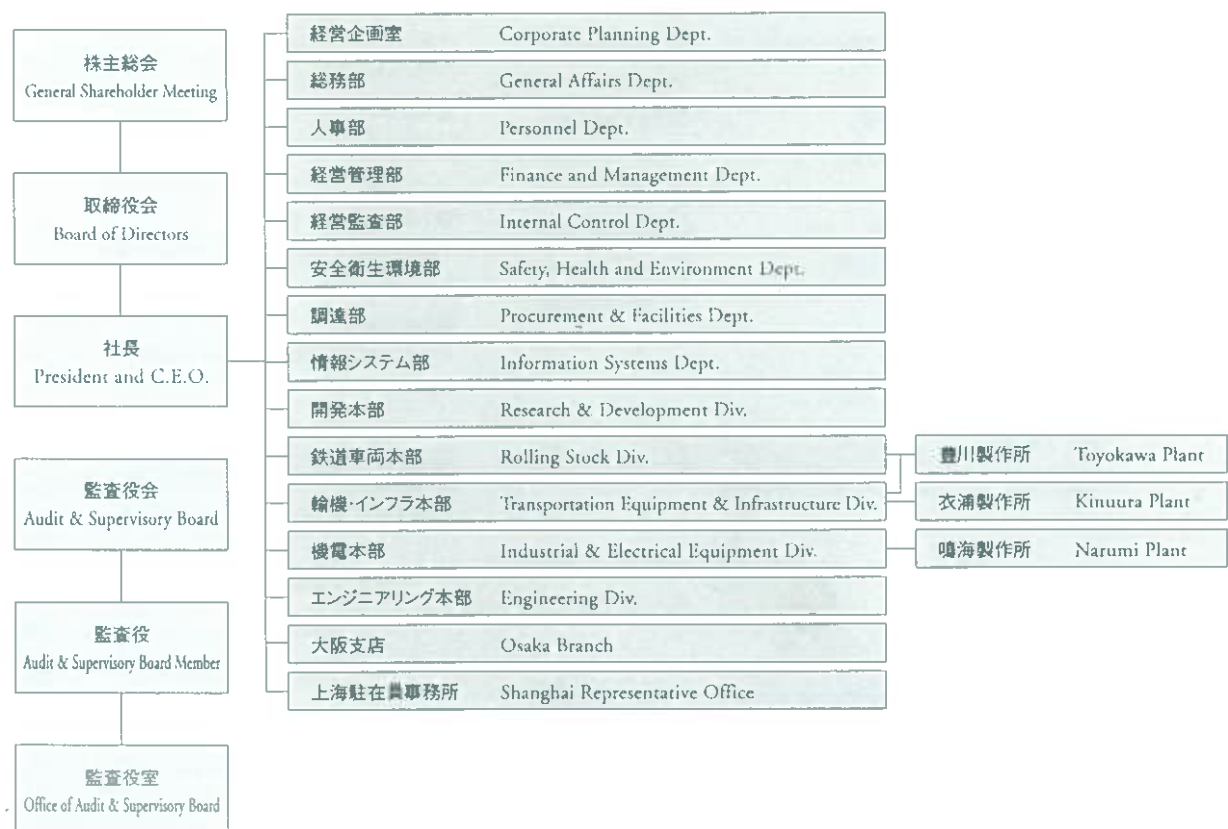 株主総会
General Shareholder Meeting
取締役会
Board of Directors
社長
President and C.E.O.
監査役会
Audit & Supervisory Board
監査役
Audit & Supervisory Board Member
監査役室
Office of Audit & Supervisory Board
経営企画室 Corporate Planning Dept.
総務部 General Affairs Dept.
人事部 Personnel Dept.
経営管理部 Finance and Management Dept.
経営監査部 Internal Control Dept.
安全衛生環境部 Safety, Health and Environment Dept.
調達部 Procurement & Facilities Dept.
情報システム部 Information Systems Dept.
開発本部 Research & Development Div.
鉄道車両本部 Rolling Stock Div.
輸機・インフラ本部 Transportation Equipment & Infrastructure Div.
機電本部 Industrial & Electrical Equipment Div.
エンジニアリング本部 Engineering Div.
大阪支店 Osaka Branch
上海駐在員事務所 Shanghai Representative Office
豊川製作所 Toyokawa Plant
衣浦製作所 Kinuura Plant
鳴海製作所 Narumi Plant